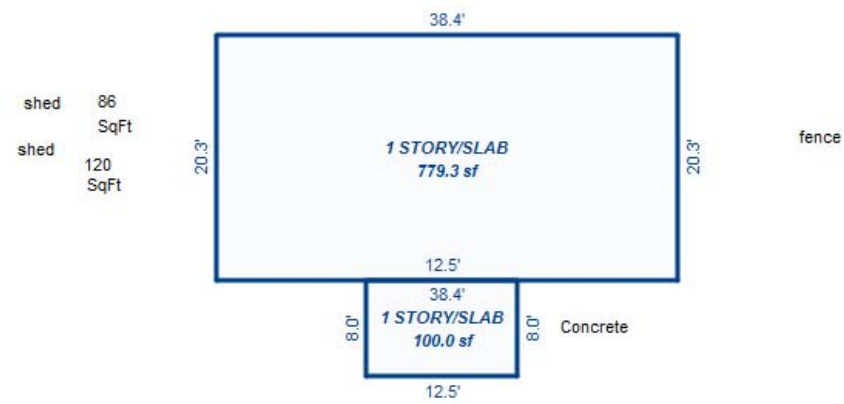 38.4'
shed 86
SqFt
shed
120
SqFt
20.3'
1 STORY/SLAB
779.3 sf
20.3'
fence
12.5'
38.4'
8.0'
1 STORY/SLAB
100.0 sf
8.0'
Concrete
12.5'